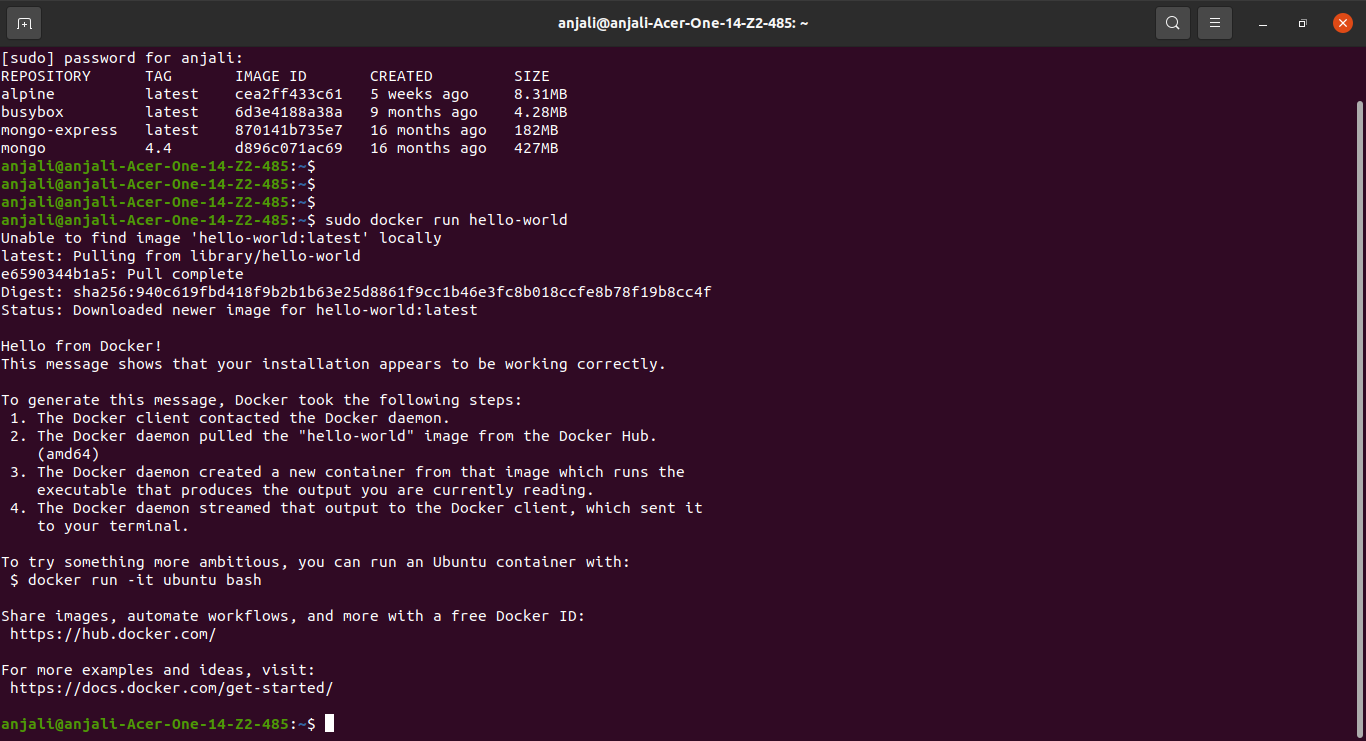 anjali@anjali-Acer-One-14-Z2-485: ~
[sudo] password for anjali:
REPOSITORY      TAG       IMAGE ID       CREATED         SIZE
alpine          latest    cea2ff433c61   5 weeks ago     8.31MB
busybox         latest    6d3e4188a38a   9 months ago    4.28MB
mongo-express   latest    870141b735e7   16 months ago   182MB
mongo           4.4       d896c071ac69   16 months ago   427MB
anjali@anjali-Acer-One-14-Z2-485:~$
anjali@anjali-Acer-One-14-Z2-485:~$
anjali@anjali-Acer-One-14-Z2-485:~$
anjali@anjali-Acer-One-14-Z2-485:~$ sudo docker run hello-world
Unable to find image 'hello-world:latest' locally
latest: Pulling from library/hello-world
e6590344b1a5: Pull complete
Digest: sha256:940c619fbd418f9b2b1b63e25d8861f9cc1b46e3fc8b018ccfe8b78f19b8cc4f
Status: Downloaded newer image for hello-world:latest

Hello from Docker!
This message shows that your installation appears to be working correctly.

To generate this message, Docker took the following steps:
 1. The Docker client contacted the Docker daemon.
 2. The Docker daemon pulled the "hello-world" image from the Docker Hub.
    (amd64)
 3. The Docker daemon created a new container from that image which runs the
    executable that produces the output you are currently reading.
 4. The Docker daemon streamed that output to the Docker client, which sent it
    to your terminal.

To try something more ambitious, you can run an Ubuntu container with:
 $ docker run -it ubuntu bash

Share images, automate workflows, and more with a free Docker ID:
 https://hub.docker.com/

For more examples and ideas, visit:
 https://docs.docker.com/get-started/

anjali@anjali-Acer-One-14-Z2-485:~$